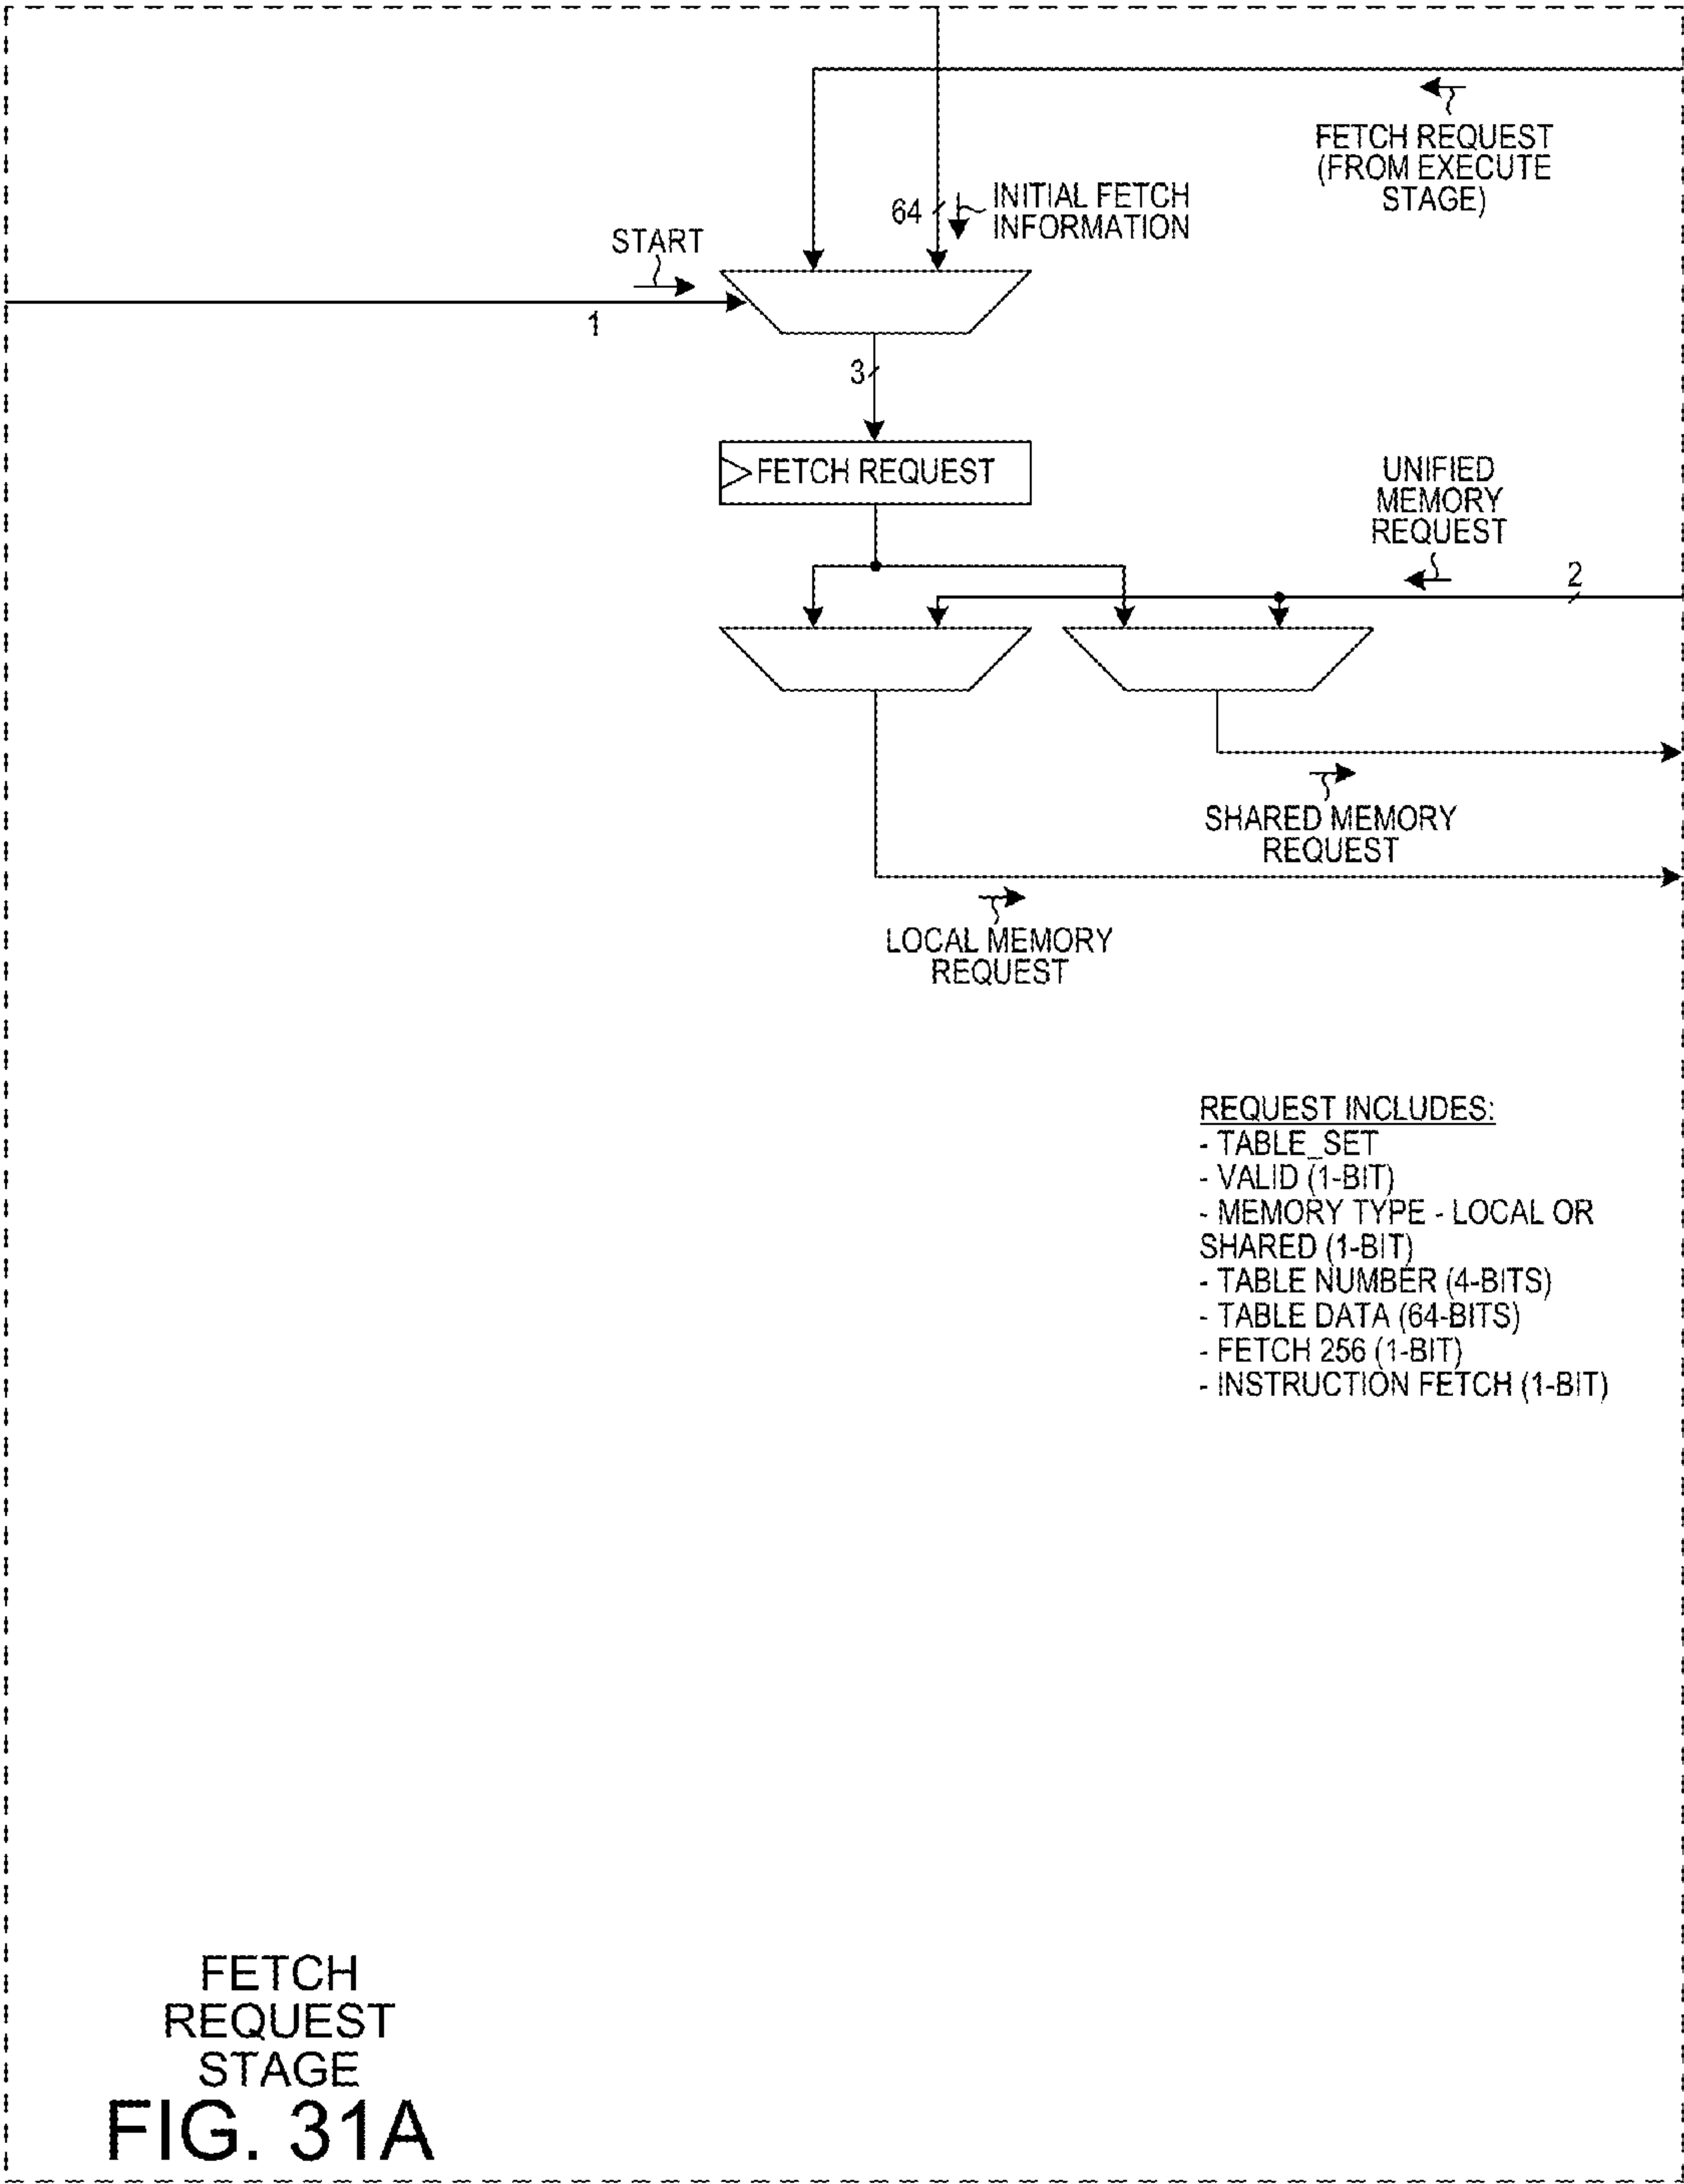 FETCH REQUEST
(FROM EXECUTE
STAGE)
64
INITIAL FETCH
INFORMATION
START
1
3
FETCH REQUEST
UNIFIED
MEMORY
REQUEST
2
SHARED MEMORY
REQUEST
LOCAL MEMORY
REQUEST
REQUEST INCLUDES:
- TABLE_SET
- VALID (1-BIT)
- MEMORY TYPE - LOCAL OR
SHARED (1-BIT)
- TABLE NUMBER (4-BITS)
- TABLE DATA (64-BITS)
- FETCH 256 (1-BIT)
- INSTRUCTION FETCH (1-BIT)
FETCH
REQUEST
STAGE
FIG. 31A